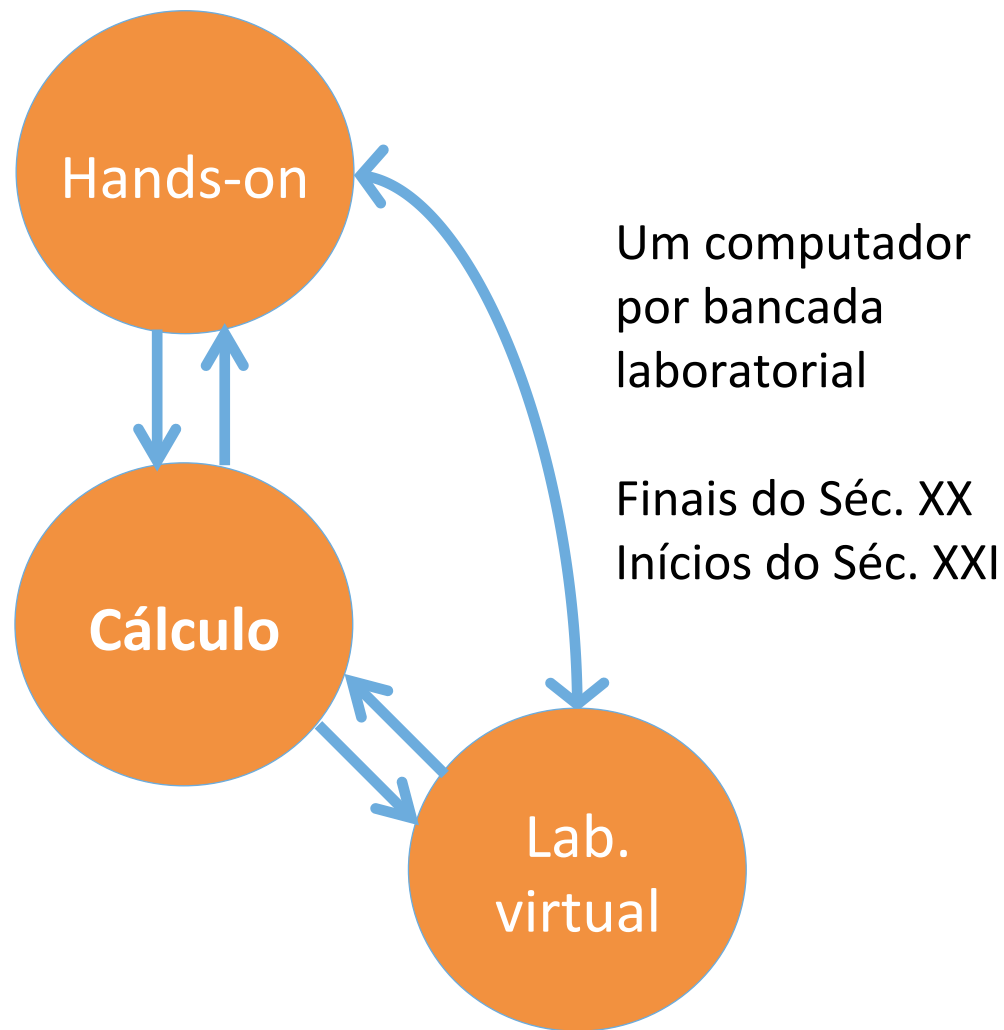 Hands-on
Um computador
por bancada
laboratorial
Finais do Séc. XX
Inícios do Séc. XXI
Cálculo
Lab.
virtual